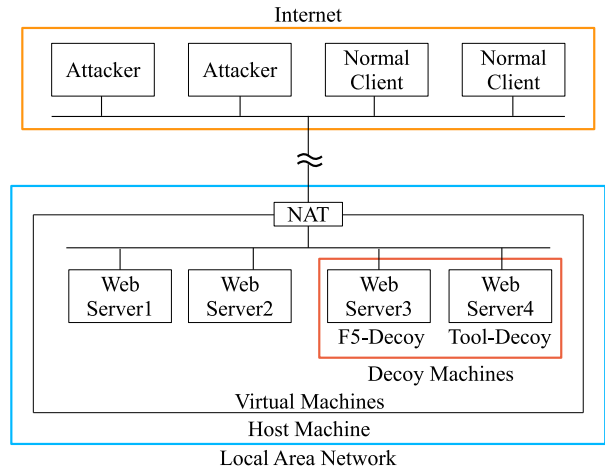 Internet
Attacker
Attacker
Normal
Client
Normal
Client
NAT
Web
Server1
Web
Server2
Web
Server3
Web
Server4
F5-Decoy
Tool-Decoy
Decoy Machines
Virtual Machines
Host Machine
Local Area Network